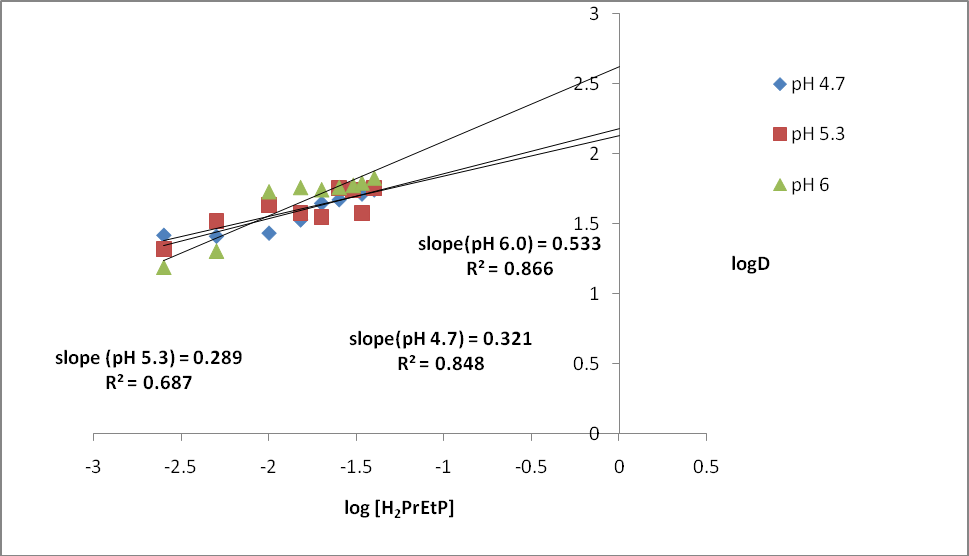 3
2.5
2
1.5
1
0.5
0
-3
-2.5
-2
-1.5
-1
-0.5
0
0.5
pH 4.7
pH 5.3
pH 6
slope(pH 6.0) = 0.533
R² = 0.866
logD
slope(pH 4.7) = 0.321
R² = 0.848
slope (pH 5.3) = 0.289
R² = 0.687
log [H₂PrEtP]